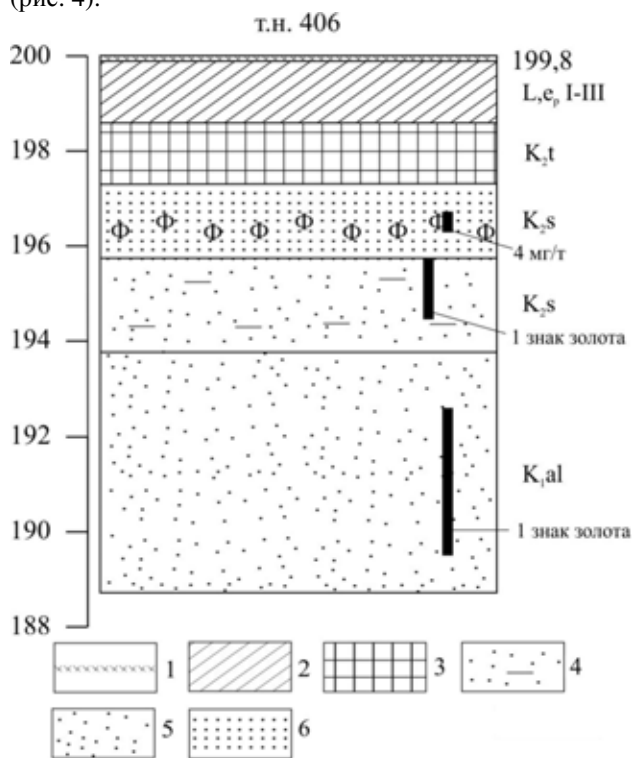 (рис. 4).
т.н. 406
200
199,8
L,eₚ I-III
198
K₂t
K₂s
196
4 мг/т
K₂s
194
1 знак золота
192
K₁al
190
1 знак золота
188
1 2 3 4
5 6
Ф Ф Ф Ф Ф Ф Ф Ф Ф